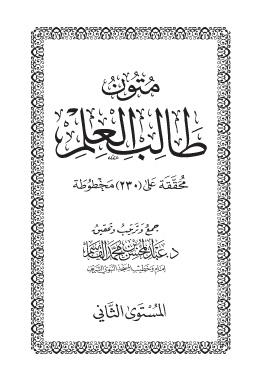 مُتُونُ
طَالِبِ الْعِلْمِ
مُحَقَّقَة عَلَى (٢٣٠) مَخْطُوطَة
جمع وترتيب وتحقيق
د. عبد المحسن بن محمد القاسم
إمام وخطيب المسجد النبوي الشريف
المُسْتَوَى الثَّانِي